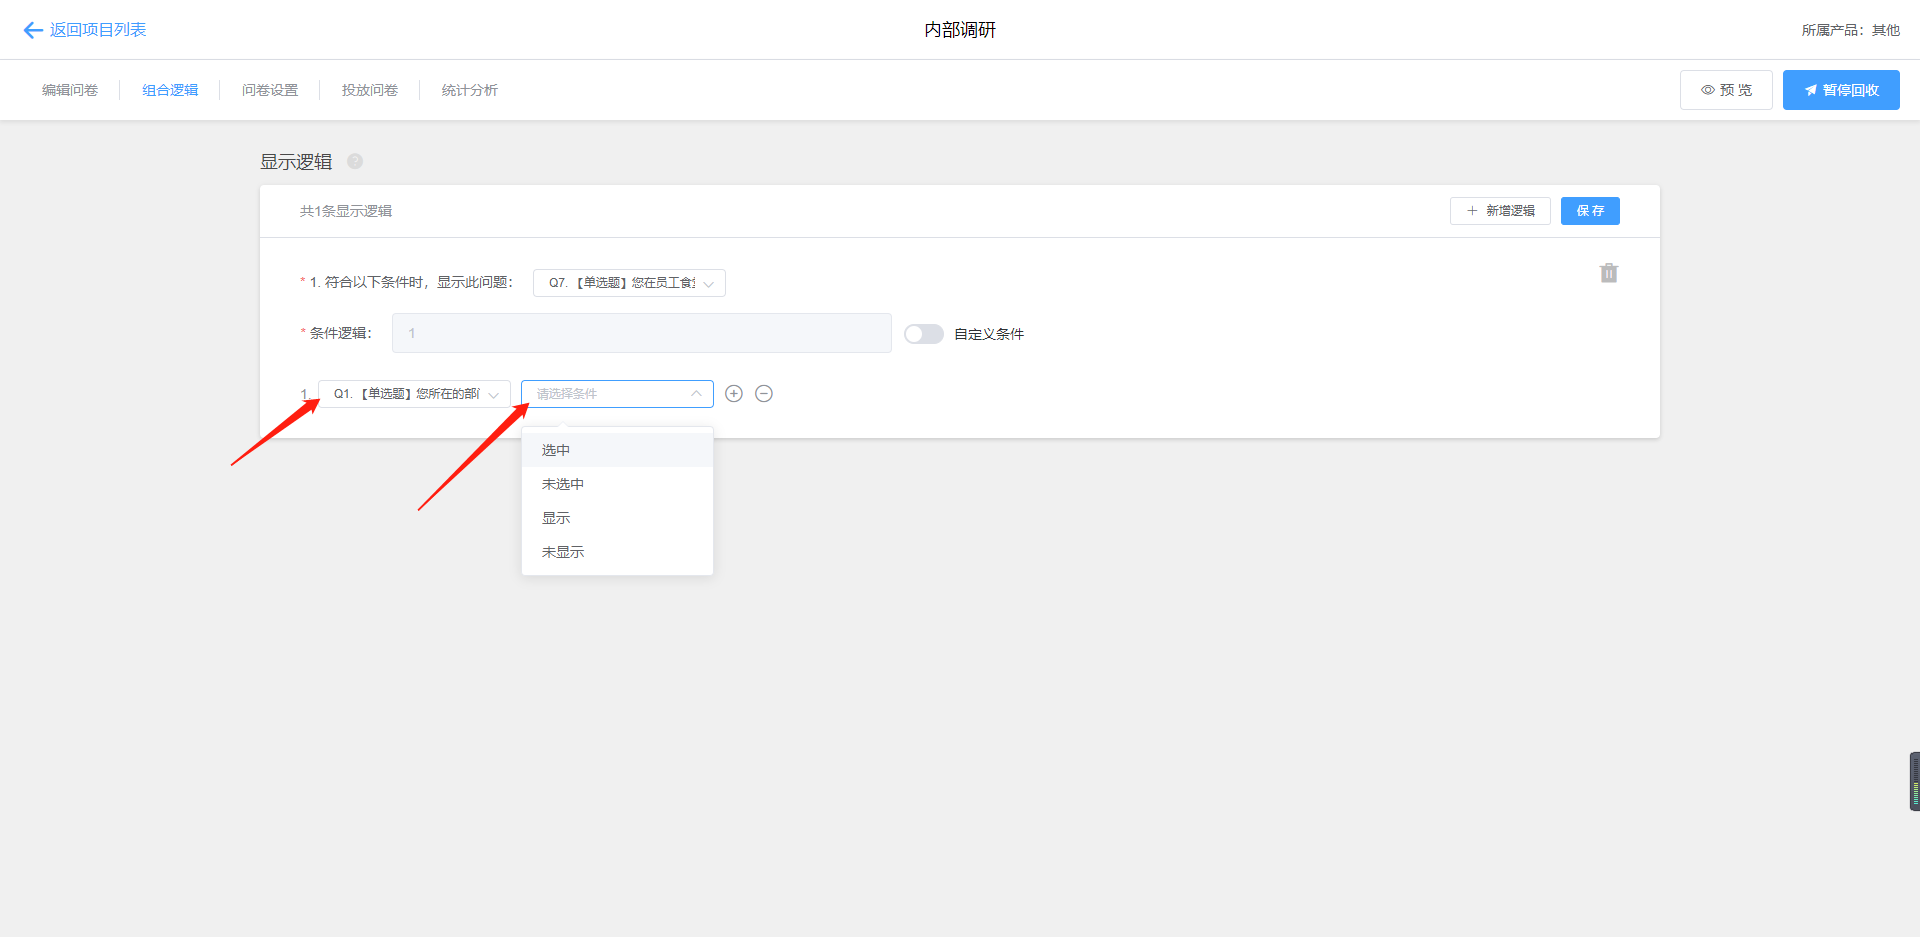 返回项目列表
内部调研
所属产品：其他
编辑问卷
组合逻辑
问卷设置
投放问卷
统计分析
预 览
暂停回收
显示逻辑
?
共1条显示逻辑
新增逻辑
保 存
* 1. 符合以下条件时，显示此问题：
Q7. 【单选题】您在员工食
* 条件逻辑：
1
自定义条件
1.
Q1. 【单选题】您所在的部
请选择条件
选中
未选中
显示
未显示